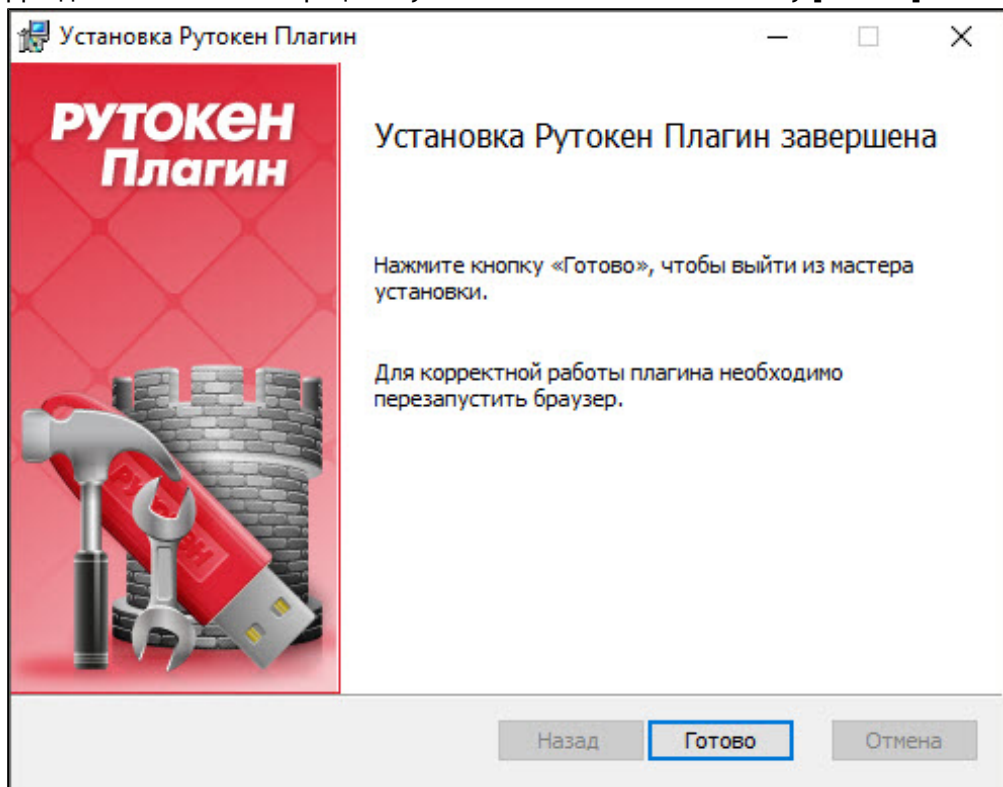 Установка Рутокен Плагин
РУТОКЕН
Плагин
Установка Рутокен Плагин завершена
Нажмите кнопку «Готово», чтобы выйти из мастера
установки.
Для корректной работы плагина необходимо
перезапустить браузер.
РУТОКЕН
Назад
Готово
Отмена